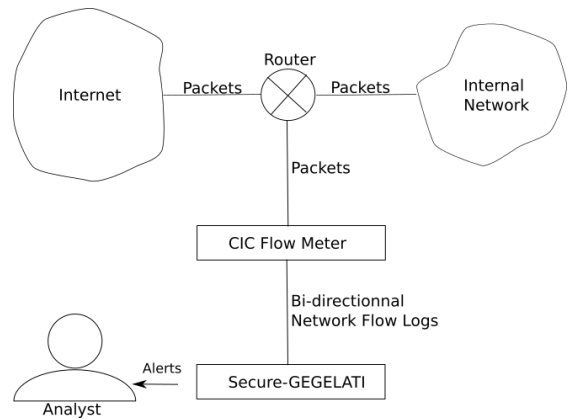 Router
Internet
Packets
Packets
Internal
Network
Packets
CIC Flow Meter
Bi-directionnal
Network Flow Logs
Alerts
Secure-GEGELATI
Analyst